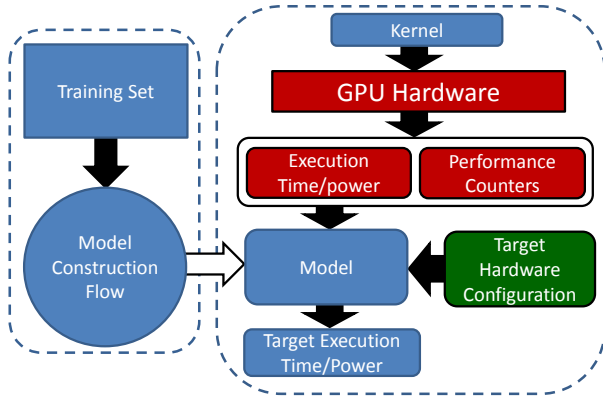 Training Set
Model
Construction
Flow
Kernel
GPU Hardware
Execution
Time/power
Performance
Counters
Model
Target
Hardware
Configuration
Target Execution
Time/Power